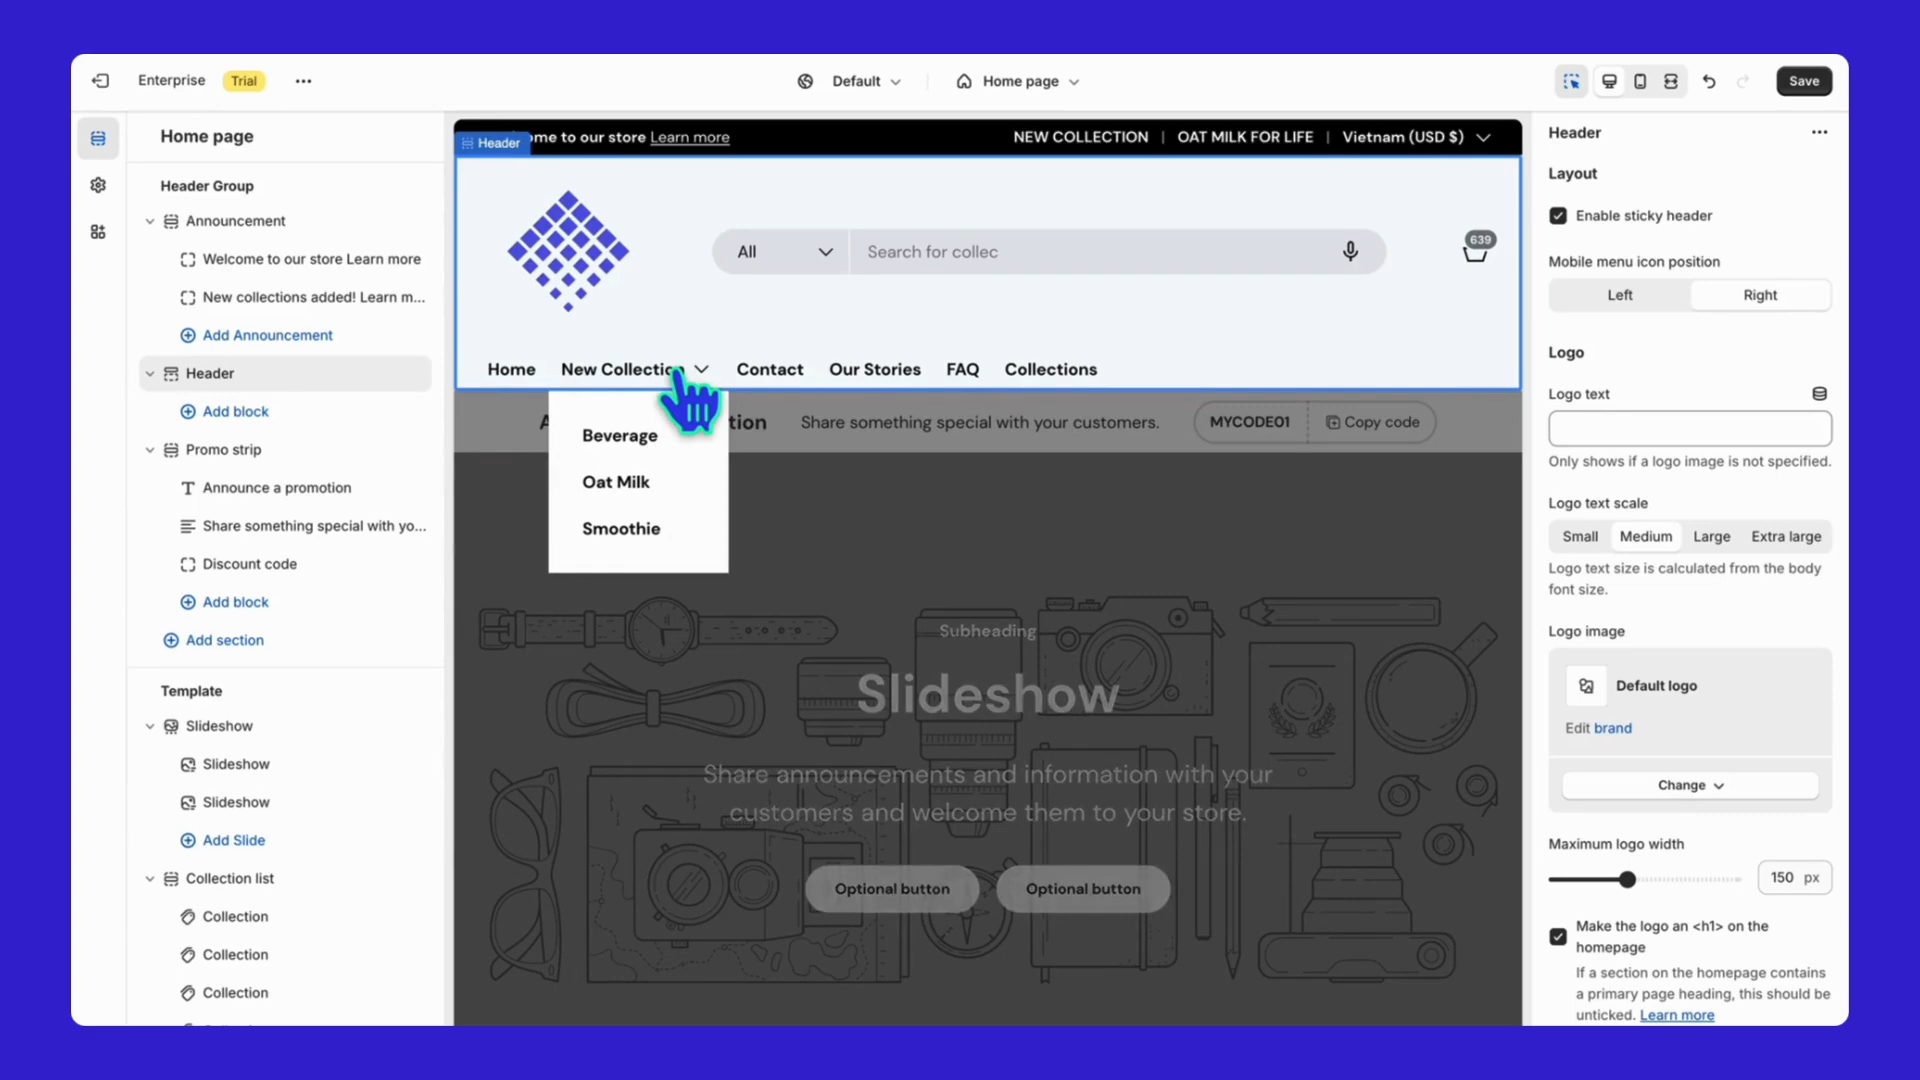 Enterprise Trial
Default
Home page
Save
Home page
Header Group
Announcement
Welcome to our store Learn more
New collections added! Learn m...
Add Announcement
Header
Add block
Promo strip
Announce a promotion
Share something special with yo...
Discount code
Add block
Add section
Template
Slideshow
Slideshow
Slideshow
Add Slide
Collection list
Collection
Collection
Collection
Header
me to our store Learn more
NEW COLLECTION | OAT MILK FOR LIFE | Vietnam (USD $)
All
Search for collec
639
Home New Collection Contact Our Stories FAQ Collections
Beverage
Oat Milk
Smoothie
Share something special with your customers.
MYCODE01
Copy code
Subheading
Slideshow
Share announcements and information with your
customers and welcome them to your store.
Optional button Optional button
Header
Layout
Enable sticky header
Mobile menu icon position
Left Right
Logo
Logo text
Only shows if a logo image is not specified.
Logo text scale
Small Medium Large Extra large
Logo text size is calculated from the body
font size.
Logo image
Default logo
Edit brand
Change
Maximum logo width
150 px
Make the logo an <h1> on the
homepage
If a section on the homepage contains
a primary page heading, this should be
unticked. Learn more